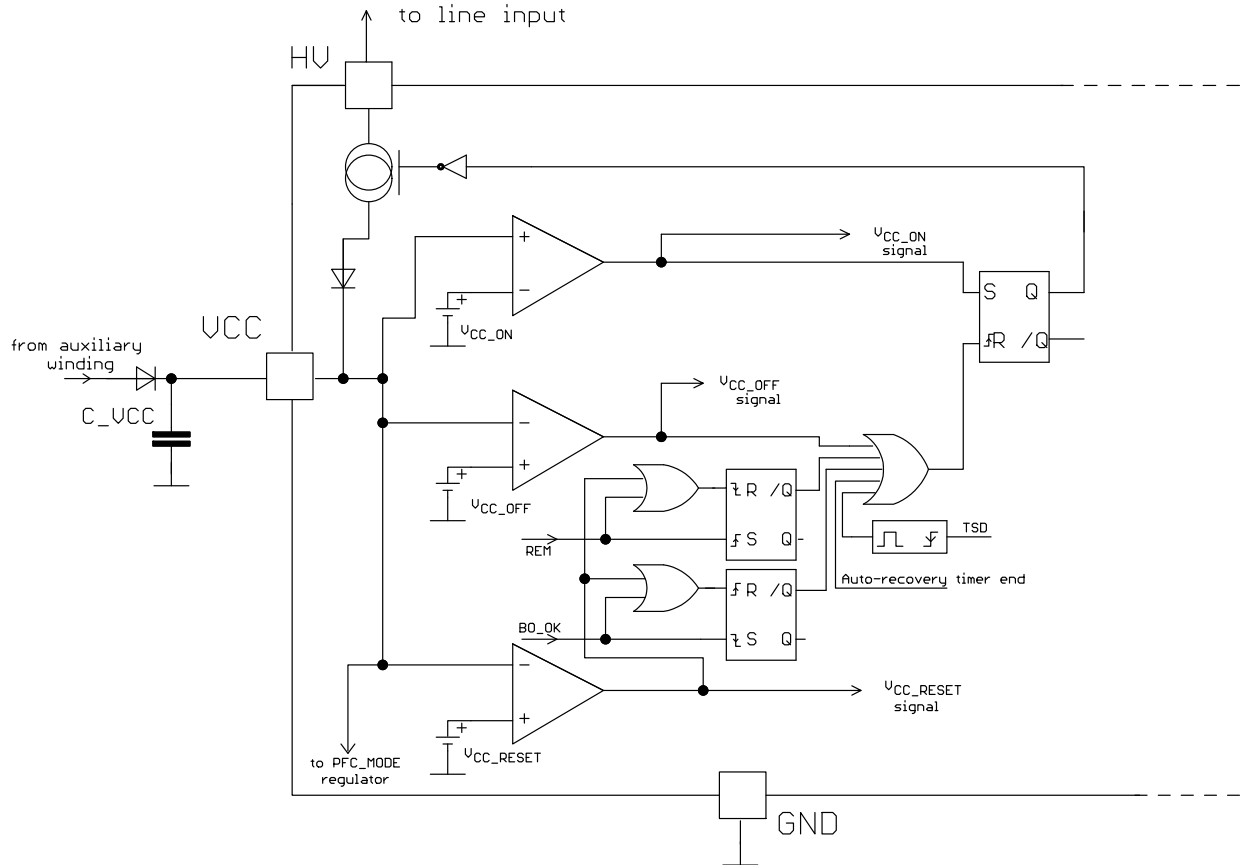 to line input
HV
+
VCC_ON
signal
S Q
−
+
VCC
VCC_ON
R /Q
from auxiliary
winding
VCC_OFF
signal
C_VCC
−
+
+
VCC_OFF
R /Q
TSD
REM
S Q
Auto-recovery timer end
R /Q
BO_OK
S Q
−
VCC_RESET
signal
+
+
to PFC_MODE
regulator
VCC_RESET
GND